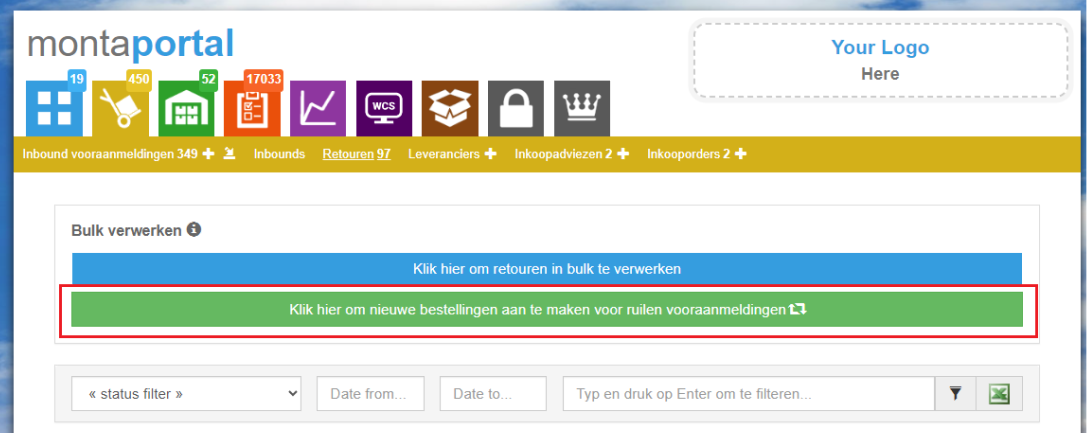 montaportal
Your Logo
Here
19 450 52 17033
WCS
Inbound vooraanmeldingen 349 Inbounds Retouren 97 Leveranciers Inkoopadviezen 2 Inkooporders 2
Bulk verwerken
Klik hier om retouren in bulk te verwerken
Klik hier om nieuwe bestellingen aan te maken voor ruilen vooraanmeldingen
« status filter » Date from... Date to... Typ en druk op Enter om te filteren...